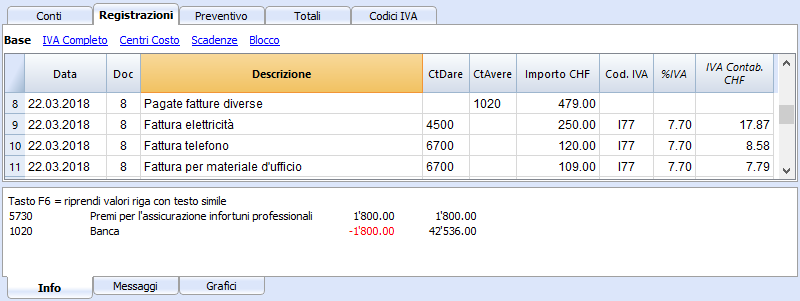 Conti Registrazioni Preventivo Totali Codici IVA
Base IVA Completo Centri Costo Scadenze Blocco
Data Doc Descrizione CtDare CtAvere Importo CHF Cod. IVA %IVA IVA Contab. CHF
8 22.03.2018 8 Pagate fatture diverse 1020 479.00
9 22.03.2018 8 Fattura elettricità 4500 250.00 I77 7.70 17.87
10 22.03.2018 8 Fattura telefono 6700 120.00 I77 7.70 8.58
11 22.03.2018 8 Fattura per materiale d'ufficio 6700 109.00 I77 7.70 7.79
Tasto F6 = riprendi valori riga con testo simile
5730 Premi per l'assicurazione infortuni professionali 1'800.00 1'800.00
1020 Banca -1'800.00 42'536.00
Info Messaggi Grafici